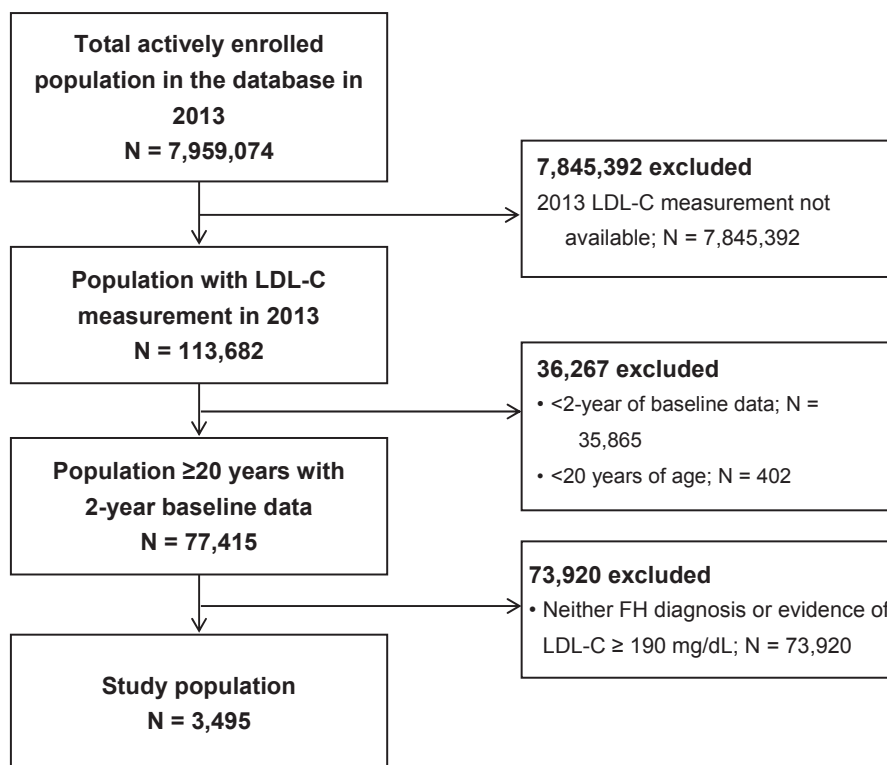 Total actively enrolled
population in the database in
2013
N = 7,959,074
7,845,392 excluded
2013 LDL-C measurement not
available; N = 7,845,392
Population with LDL-C
measurement in 2013
N = 113,682
36,267 excluded
• <2-year of baseline data; N =
35,865
• <20 years of age; N = 402
Population ≥20 years with
2-year baseline data
N = 77,415
73,920 excluded
• Neither FH diagnosis or evidence of
LDL-C ≥ 190 mg/dL; N = 73,920
Study population
N = 3,495